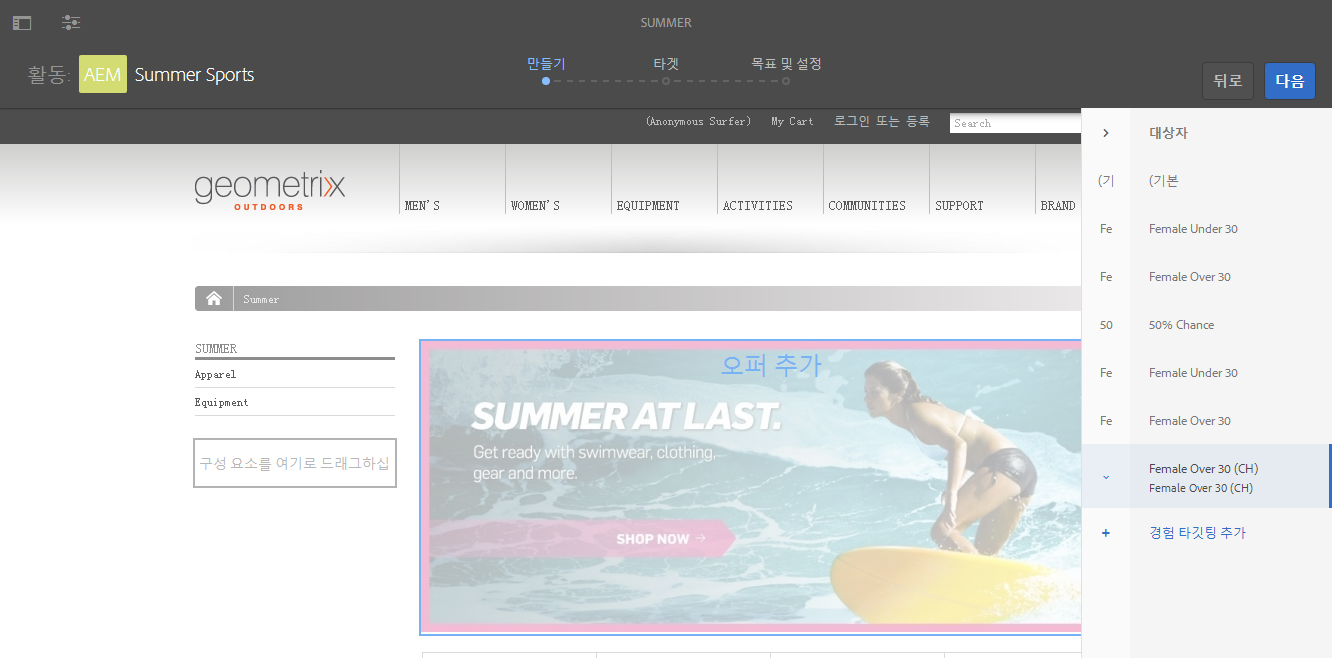 SUMMER
활동: AEM Summer Sports
만들기
타겟
목표 및 설정
뒤로
다음
(Anonymous Surfer)
My Cart
로그인 또는 등록
Search
geometrixx
OUTDOORS
MEN'S
WOMEN'S
EQUIPMENT
ACTIVITIES
COMMUNITIES
SUPPORT
BRAND
Summer
SUMMER
Apparel
Equipment
구성 요소를 여기로 드래그하십
오퍼 추가
SUMMER AT LAST.
Get ready with swimwear, clothing,
gear and more.
SHOP NOW
대상자
(기
(기본
Fe
Female Under 30
Fe
Female Over 30
50
50% Chance
Fe
Female Under 30
Fe
Female Over 30
Female Over 30 (CH)
Female Over 30 (CH)
+ 경험 타깃팅 추가